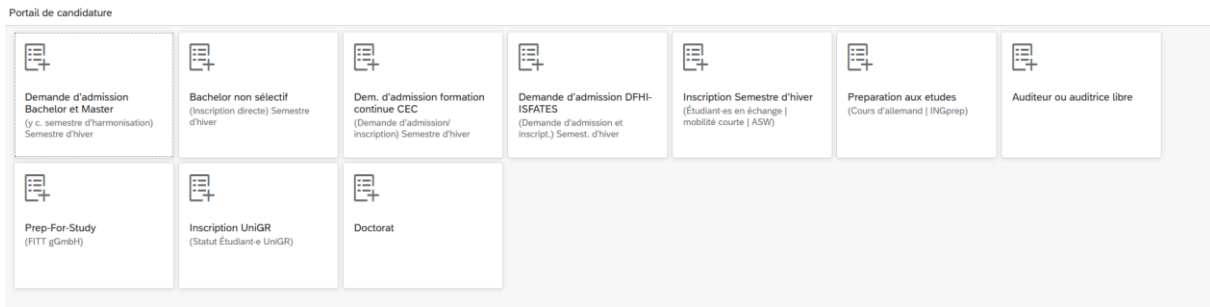 Portail de candidature
Demande d'admission
Bachelor et Master
(y c. semestre d'harmonisation)
Semestre d'hiver
Bachelor non sélectif
(Inscription directe) Semestre
d'hiver
Dem. d'admission formation
continue CEC
(Demande d'admission/
inscription) Semestre d'hiver
Demande d'admission DFHI-
ISFATES
(Demande d'admission et
inscript.) Semest. d'hiver
Inscription Semestre d'hiver
(Étudiant·es en échange |
mobilité courte | ASW)
Preparation aux etudes
(Cours d'allemand | INGprep)
Auditeur ou auditrice libre
Prep-For-Study
(FITT gGmbH)
Inscription UniGR
(Statut Étudiant·e UniGR)
Doctorat